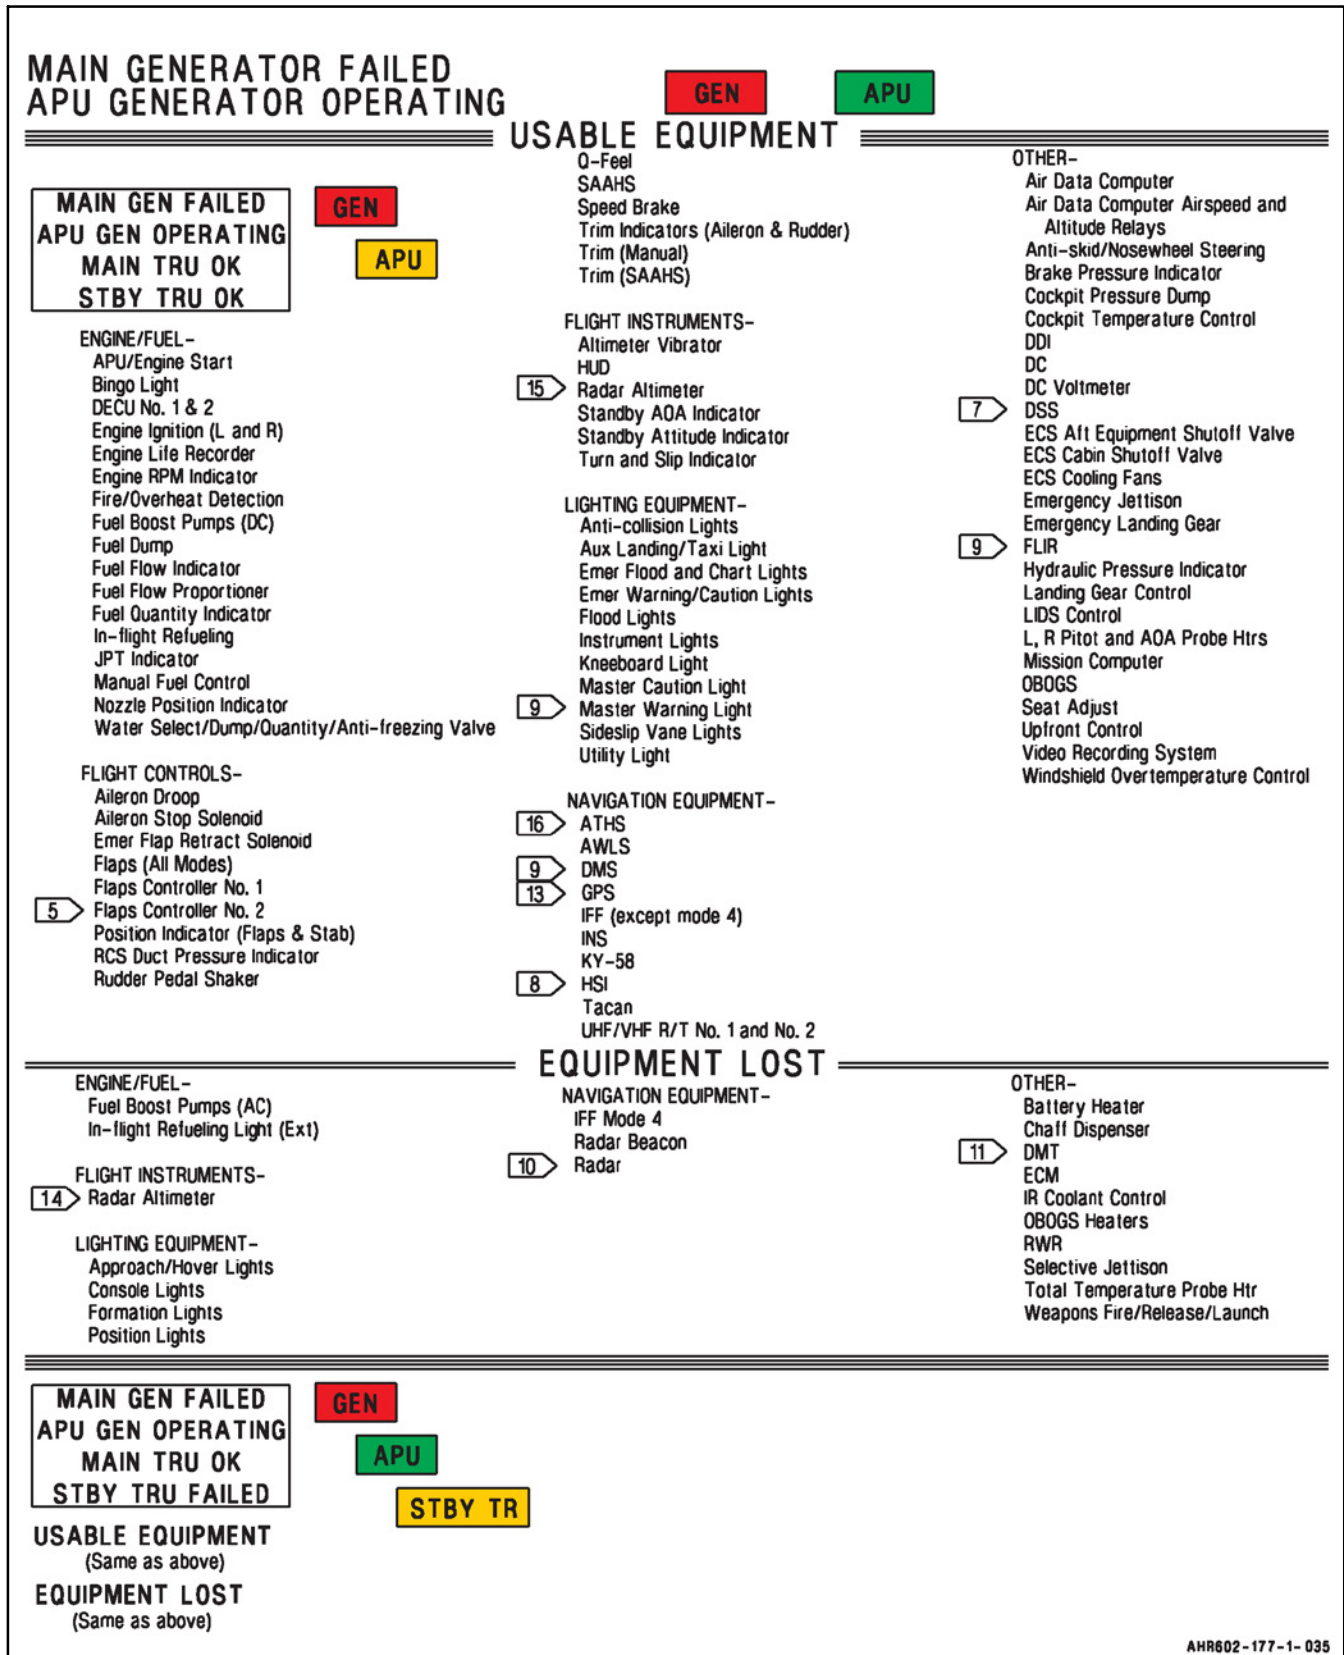 MAIN GENERATOR FAILED
APU GENERATOR OPERATING
GEN
APU
USABLE EQUIPMENT
MAIN GEN FAILED
APU GEN OPERATING
MAIN TRU OK
STBY TRU OK
GEN
APU
ENGINE/FUEL-
APU/Engine Start
Bingo Light
DECU No. 1 & 2
Engine Ignition (L and R)
Engine Life Recorder
Engine RPM Indicator
Fire/Overheat Detection
Fuel Boost Pumps (DC)
Fuel Dump
Fuel Flow Indicator
Fuel Flow Proportioner
Fuel Quantity Indicator
In-flight Refueling
JPT Indicator
Manual Fuel Control
Nozzle Position Indicator
Water Select/Dump/Quantity/Anti-freezing Valve
FLIGHT CONTROLS-
Aileron Droop
Aileron Stop Solenoid
Emer Flap Retract Solenoid
Flaps (All Modes)
Flaps Controller No. 1
5 Flaps Controller No. 2
Position Indicator (Flaps & Stab)
RCS Duct Pressure Indicator
Rudder Pedal Shaker
Q-Feel
SAAHS
Speed Brake
Trim Indicators (Aileron & Rudder)
Trim (Manual)
Trim (SAAHS)
FLIGHT INSTRUMENTS-
Altimeter Vibrator
HUD
15 Radar Altimeter
Standby AOA Indicator
Standby Attitude Indicator
Turn and Slip Indicator
LIGHTING EQUIPMENT-
Anti-collision Lights
Aux Landing/Taxi Light
Emer Flood and Chart Lights
Emer Warning/Caution Lights
Flood Lights
Instrument Lights
Kneeboard Light
Master Caution Light
9 Master Warning Light
Sideslip Vane Lights
Utility Light
NAVIGATION EQUIPMENT-
16 ATHS
AWLS
9 DMS
13 GPS
IFF (except mode 4)
INS
KY-58
8 HSI
Tacan
UHF/VHF R/T No. 1 and No. 2
OTHER-
Air Data Computer
Air Data Computer Airspeed and
Altitude Relays
Anti-skid/Nosewheel Steering
Brake Pressure Indicator
Cockpit Pressure Dump
Cockpit Temperature Control
DDI
DC
DC Voltmeter
7 DSS
ECS Aft Equipment Shutoff Valve
ECS Cabin Shutoff Valve
ECS Cooling Fans
Emergency Jettison
Emergency Landing Gear
9 FLIR
Hydraulic Pressure Indicator
Landing Gear Control
LIDS Control
L, R Pitot and AOA Probe Htrs
Mission Computer
OBOGS
Seat Adjust
Upfront Control
Video Recording System
Windshield Overtemperature Control
EQUIPMENT LOST
ENGINE/FUEL-
Fuel Boost Pumps (AC)
In-flight Refueling Light (Ext)
FLIGHT INSTRUMENTS-
14 Radar Altimeter
LIGHTING EQUIPMENT-
Approach/Hover Lights
Console Lights
Formation Lights
Position Lights
NAVIGATION EQUIPMENT-
IFF Mode 4
Radar Beacon
10 Radar
OTHER-
Battery Heater
Chaff Dispenser
11 DMT
ECM
IR Coolant Control
OBOGS Heaters
RWR
Selective Jettison
Total Temperature Probe Htr
Weapons Fire/Release/Launch
MAIN GEN FAILED
APU GEN OPERATING
MAIN TRU OK
STBY TRU FAILED
GEN
APU
STBY TR
USABLE EQUIPMENT
(Same as above)
EQUIPMENT LOST
(Same as above)
AHR602-177-1-035